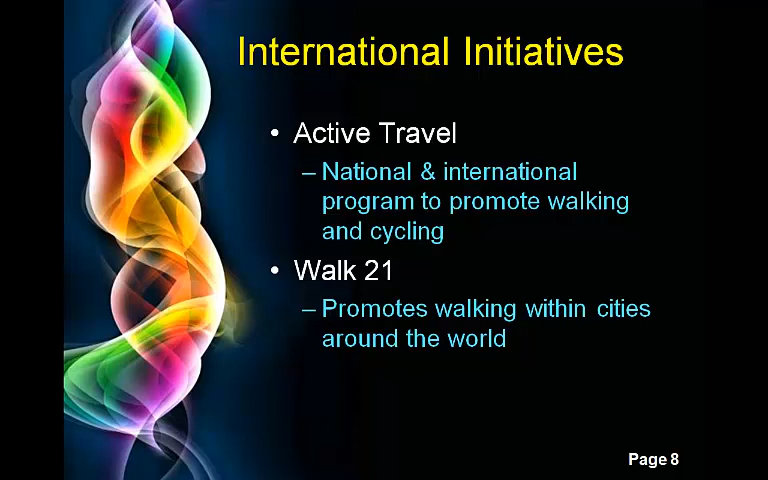 International Initiatives
• Active Travel
– National & international
program to promote walking
and cycling
• Walk 21
– Promotes walking within cities
around the world
Page 8